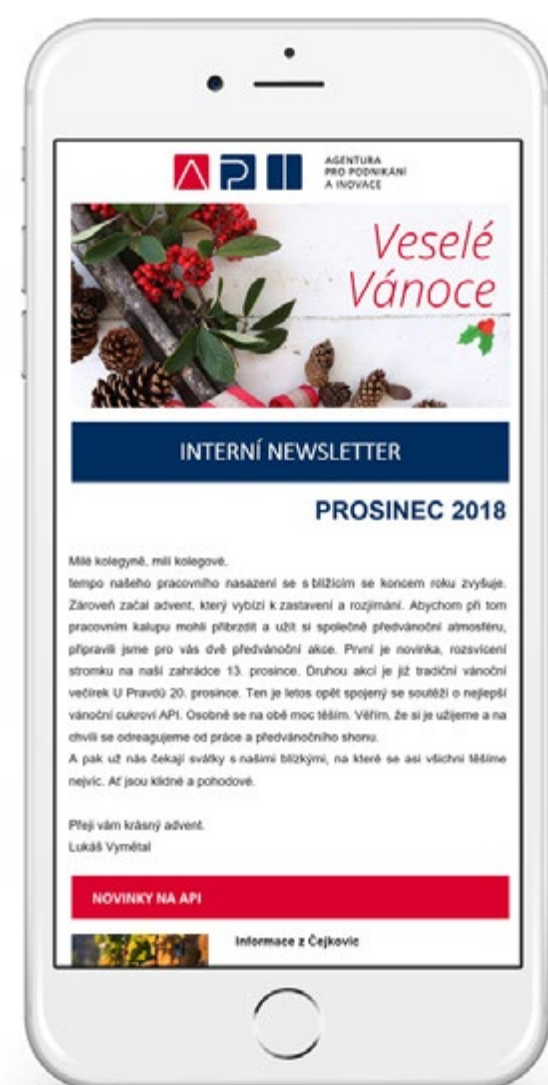 AGENTURA
PRO PODNIKÁNÍ
A INOVACE
Veselé
Vánoce
INTERNÍ NEWSLETTER
PROSINEC 2018
Milé kolegyně, milí kolegové,
tempo našeho pracovního nasazení se s blížícím se koncem roku zvyšuje.
Zároveň začal advent, který vybízí k zastavení a rozjímání. Abychom při tom
pracovním kalupu mohli přibrzdit a užít si společně předvánoční atmosféru,
připravili jsme pro vás dvě předvánoční akce. První je novinka, rozsvícení
stromku na naší zahrádce 13. prosince. Druhou akcí je již tradiční vánoční
večírek U Pravdů 20. prosince. Ten je letos opět spojený se soutěží o nejlepší
vánoční cukroví API. Osobně se na obě moc těším. Věřím, že si je užijeme a na
chvíli se odreagujeme od práce a předvánočního shonu.
A pak už nás čekají svátky s našimi blízkými, na které se asi všichni těšíme
nejvíc. Ať jsou klidné a pohodové.
Přeji vám krásný advent.
Lukáš Vymětal
NOVINKY NA API
Informace z Čejkovic